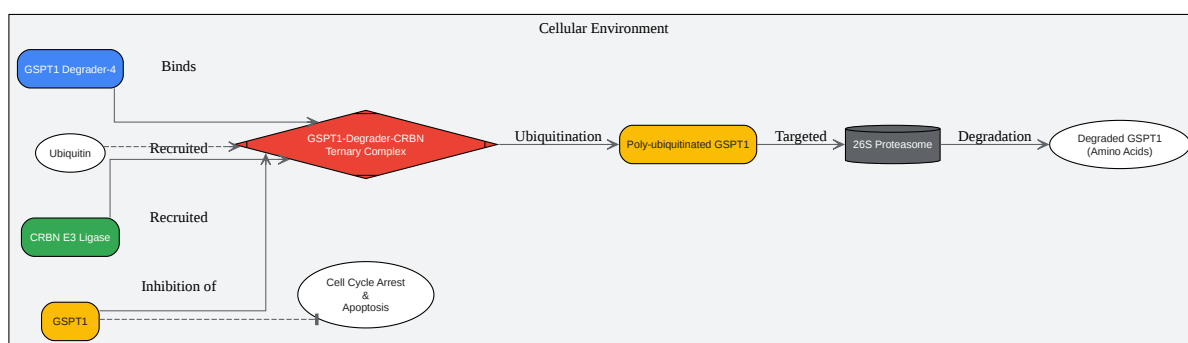 Cellular Environment
GSPT1 Degrader-4
Binds
Ubiquitin
Recruited
GSPT1-Degrader-CRBN
Ternary Complex
Ubiquitination
Poly-ubiquitinated GSPT1
Targeted
26S Proteasome
Degradation
Degraded GSPT1
(Amino Acids)
Recruited
CRBN E3 Ligase
Inhibition of
Cell Cycle Arrest
&
Apoptosis
GSPT1